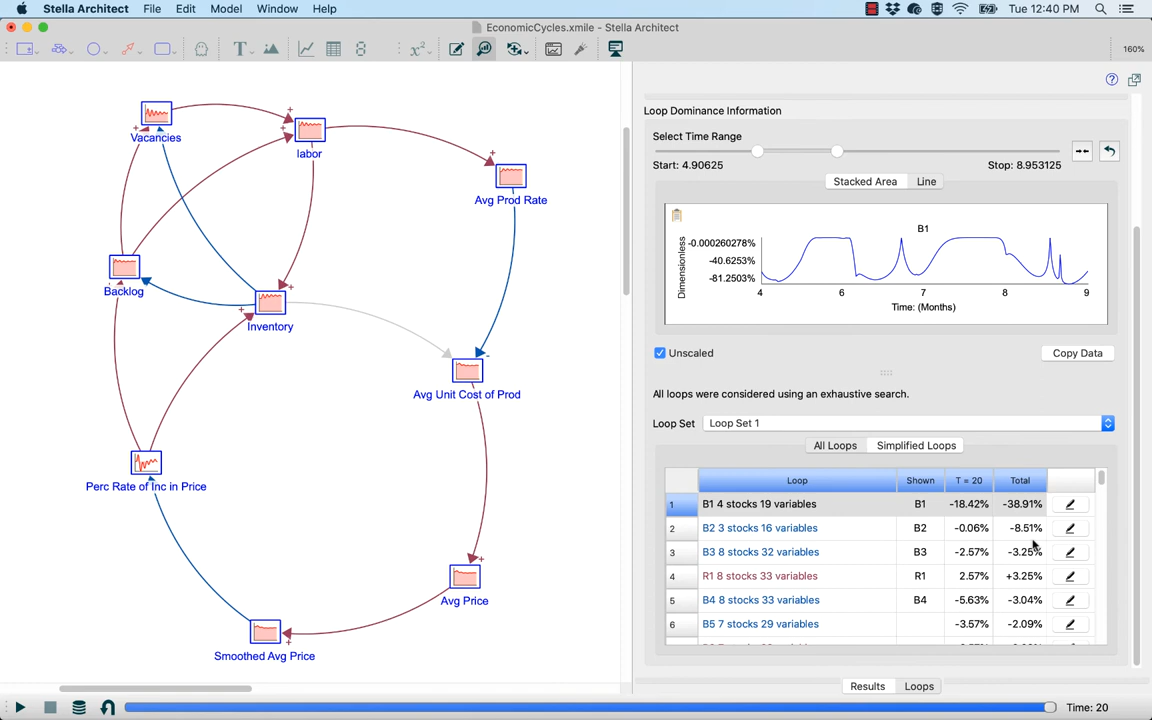 Stella Architect File Edit Model Window Help Tue 12:40 PM
EconomicCycles.xmile - Stella Architect
160%
Vacancies
labor
Avg Prod Rate
Backlog
Inventory
Avg Unit Cost of Prod
Perc Rate of Inc in Price
Avg Price
Smoothed Avg Price
Loop Dominance Information
Select Time Range
Start: 4.90625 Stop: 8.953125
Stacked Area Line
B1
Dimensionless
-0.000260278%
-40.6253%
-81.2503%
4 6 7 8 9
Time: (Months)
Unscaled Copy Data
All loops were considered using an exhaustive search.
Loop Set Loop Set 1
All Loops Simplified Loops
Loop Shown T = 20 Total
1 B1 4 stocks 19 variables B1 -18.42% -38.91%
2 B2 3 stocks 16 variables B2 -0.06% -8.51%
3 B3 8 stocks 32 variables B3 -2.57% -3.25%
4 R1 8 stocks 33 variables R1 2.57% +3.25%
5 B4 8 stocks 33 variables B4 -5.63% -3.04%
6 B5 7 stocks 29 variables -3.57% -2.09%
Results Loops
Time: 20